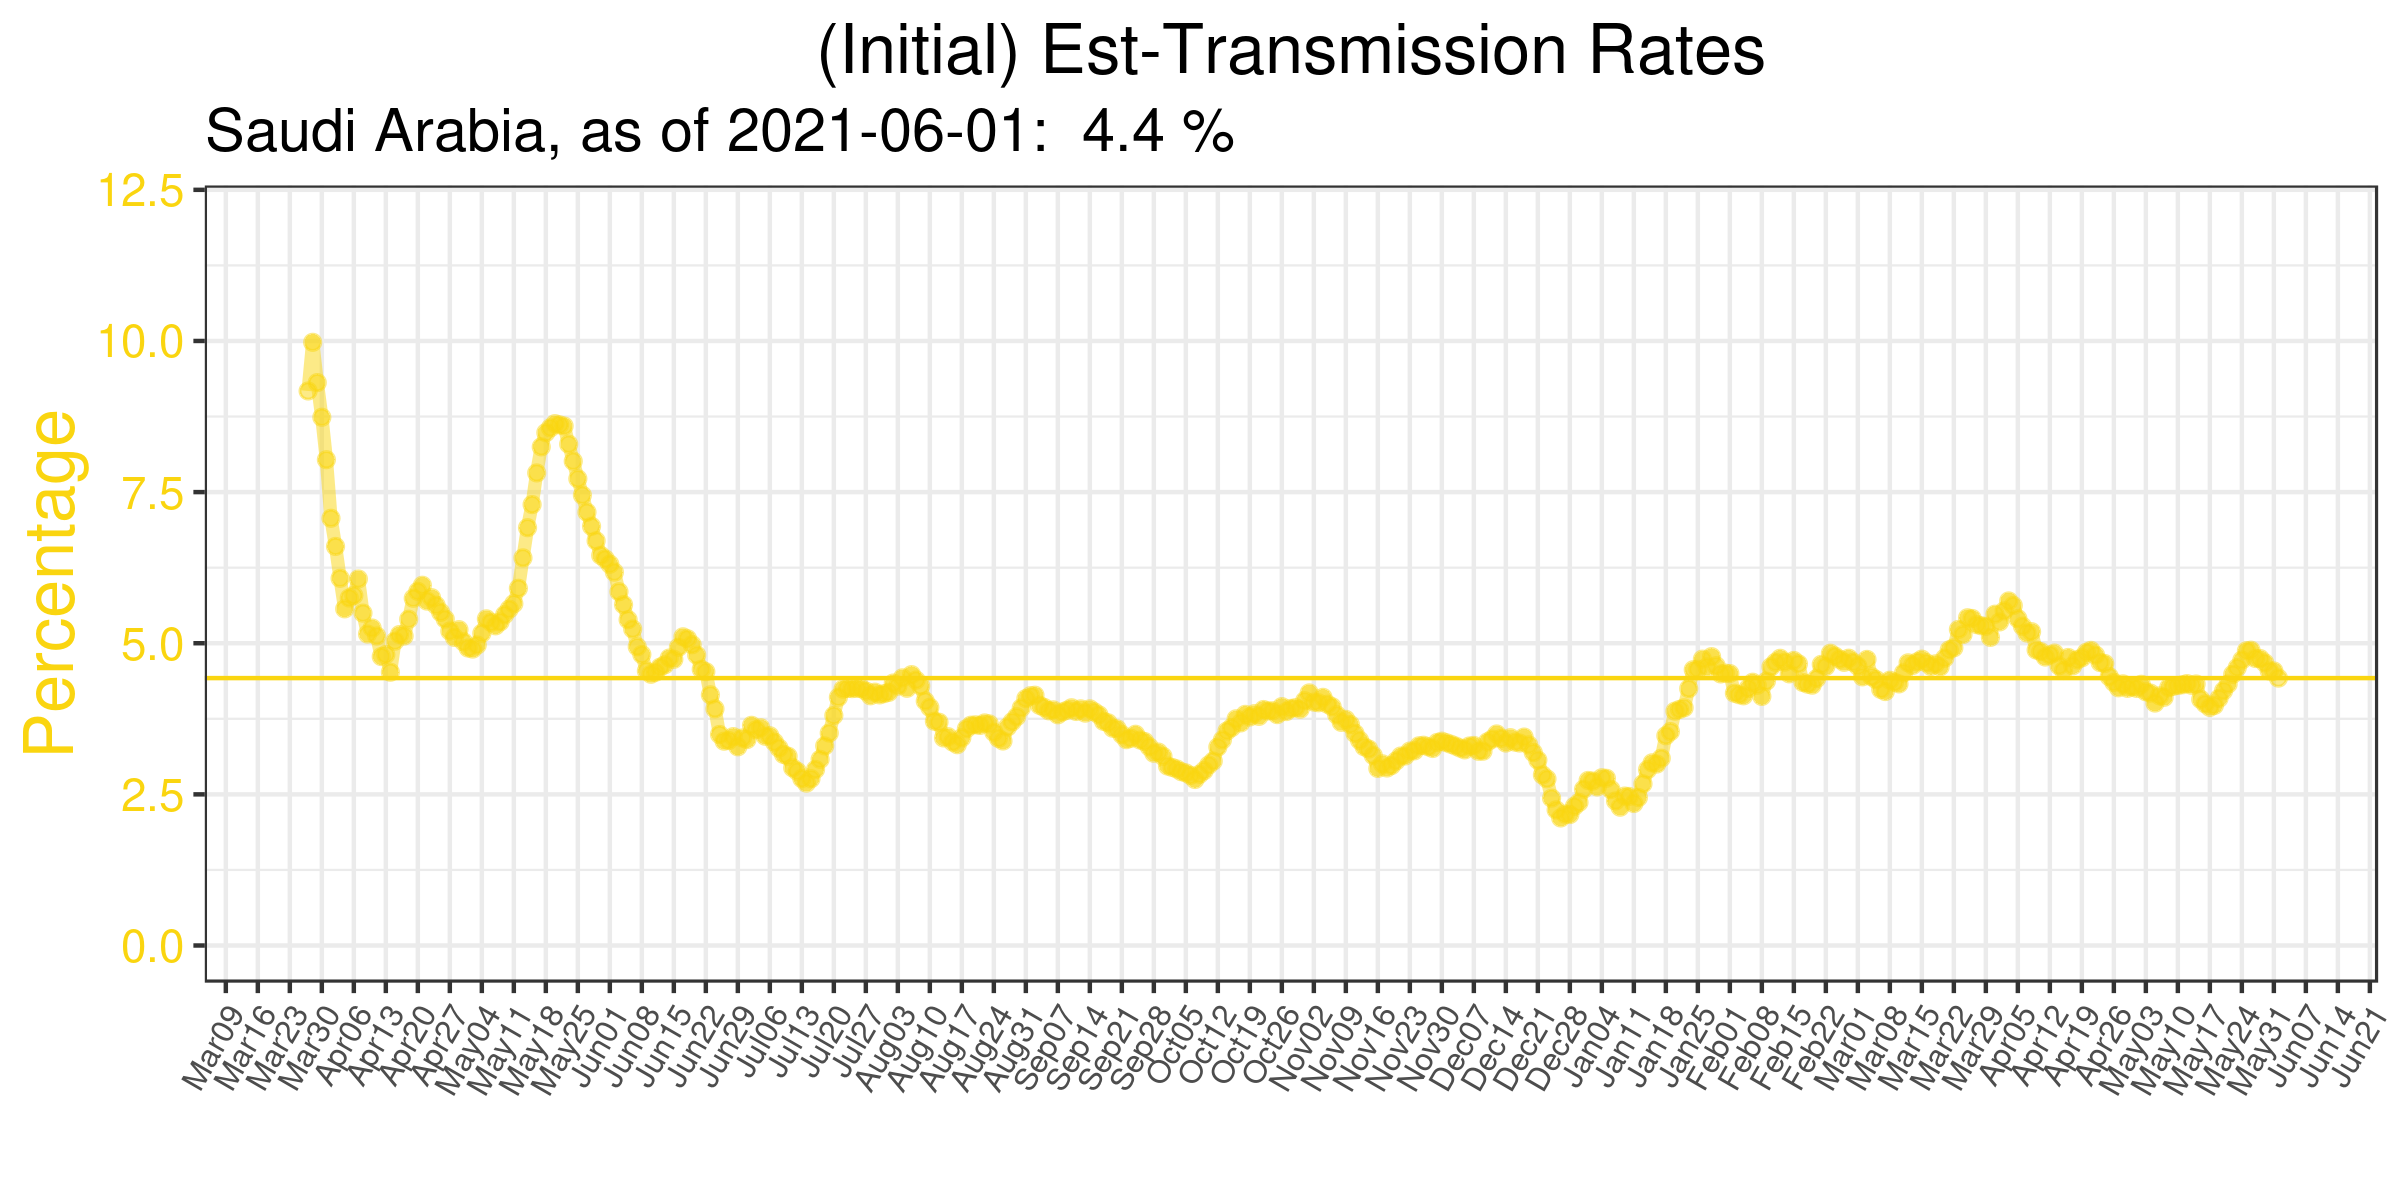 (Initial) Est-Transmission Rates
Saudi Arabia, as of 2021-06-01:  4.4 %
Percentage
12.5
10.0
7.5
5.0
2.5
0.0
Mar09
Mar16
Mar23
Mar30
Apr06
Apr13
Apr20
Apr27
May04
May11
May18
May25
Jun01
Jun08
Jun15
Jun22
Jun29
Jul06
Jul13
Jul20
Jul27
Aug03
Aug10
Aug17
Aug24
Aug31
Sep07
Sep14
Sep21
Sep28
Oct05
Oct12
Oct19
Oct26
Nov02
Nov09
Nov16
Nov23
Nov30
Dec07
Dec14
Dec21
Dec28
Jan04
Jan11
Jan18
Jan25
Feb01
Feb08
Feb15
Feb22
Mar01
Mar08
Mar15
Mar22
Mar29
Apr05
Apr12
Apr19
Apr26
May03
May10
May17
May24
May31
Jun07
Jun14
Jun21